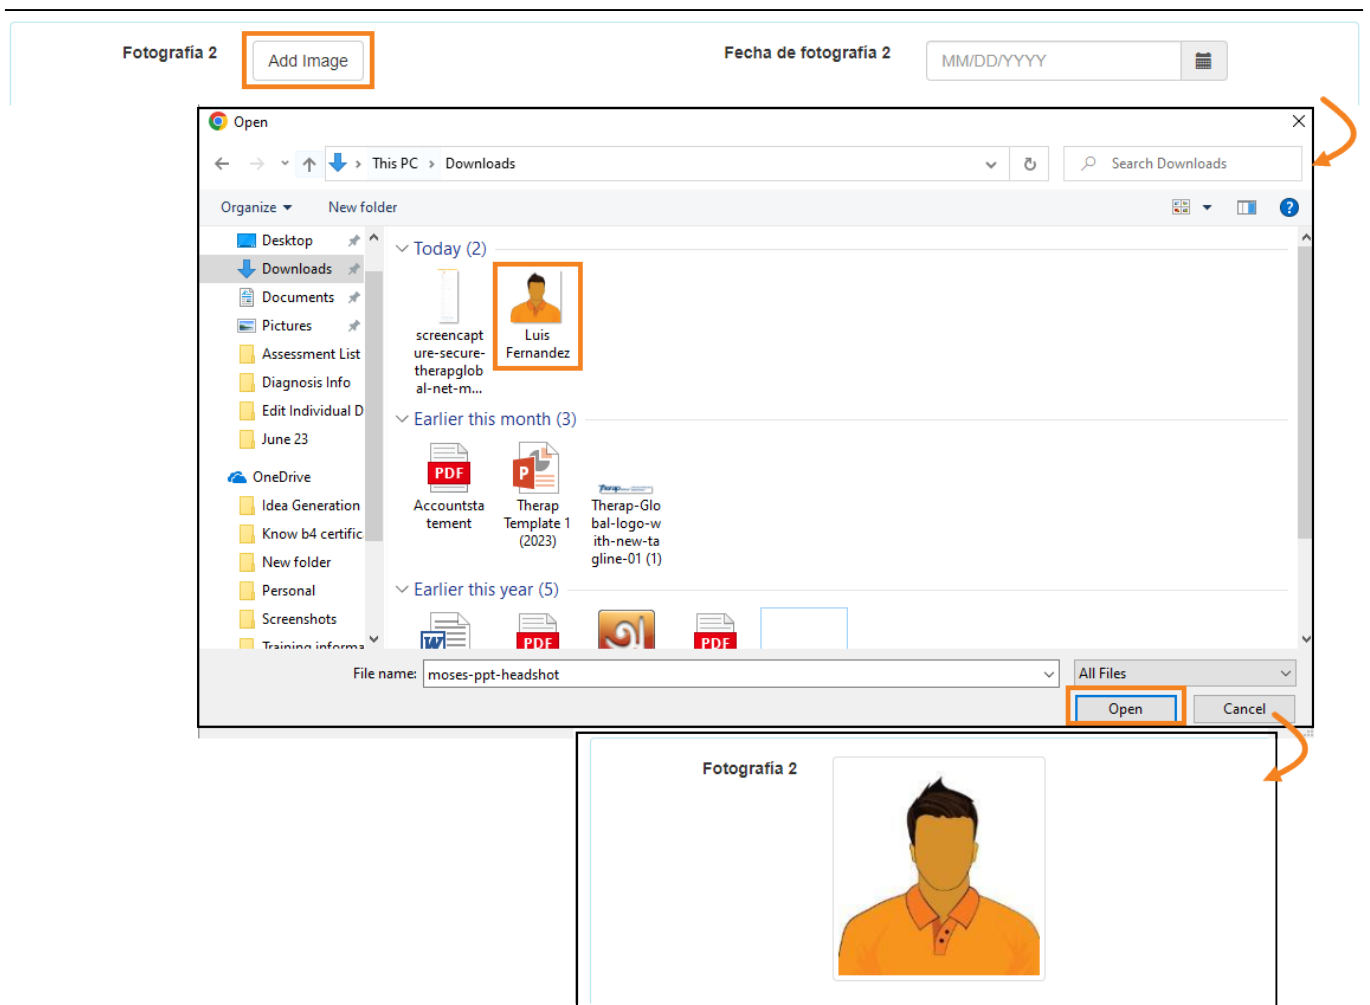 Fotografía 2
Add Image
Fecha de fotografía 2
MM/DD/YYYY
Open
This PC
Downloads
Search Downloads
Organize
New folder
Desktop
Downloads
Documents
Pictures
Assessment List
Diagnosis Info
Edit Individual D
June 23
OneDrive
Idea Generation
Know b4 certific
New folder
Personal
Screenshots
Training informa
Today (2)
screencapt
ure-secure-
therapglob
al-net-m...
Luis
Fernandez
Earlier this month (3)
PDF
Accountsta
tement
P
Therap
Template 1
(2023)
Therap
Therap-Glo
bal-logo-w
ith-new-ta
gline-01 (1)
Earlier this year (5)
W
PDF
PDF
File name:
moses-ppt-headshot
All Files
Open
Cancel
Fotografía 2